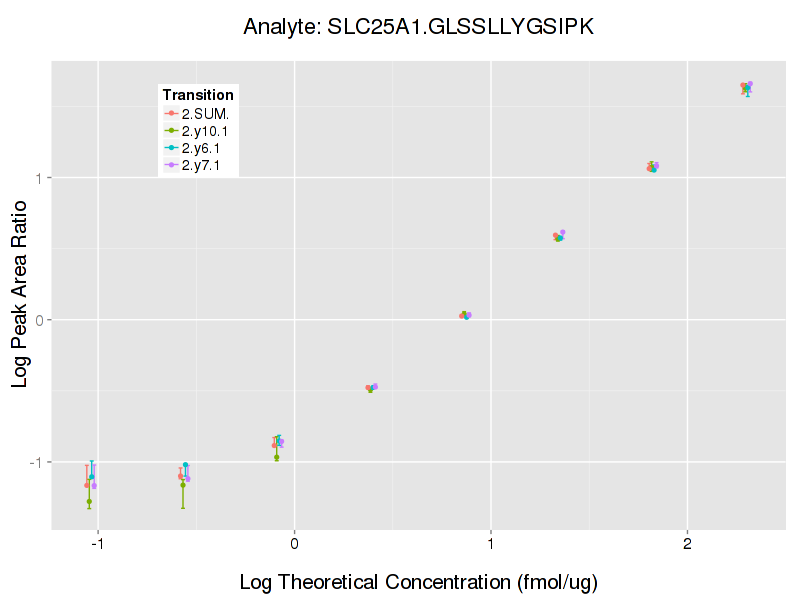 Analyte: SLC25A1.GLSSLLYGSIPK
Transition
2.SUM.
2.y10.1
2.y6.1
2.y7.1
Log Peak Area Ratio
1
0
-1
-1
0
1
2
Log Theoretical Concentration (fmol/ug)